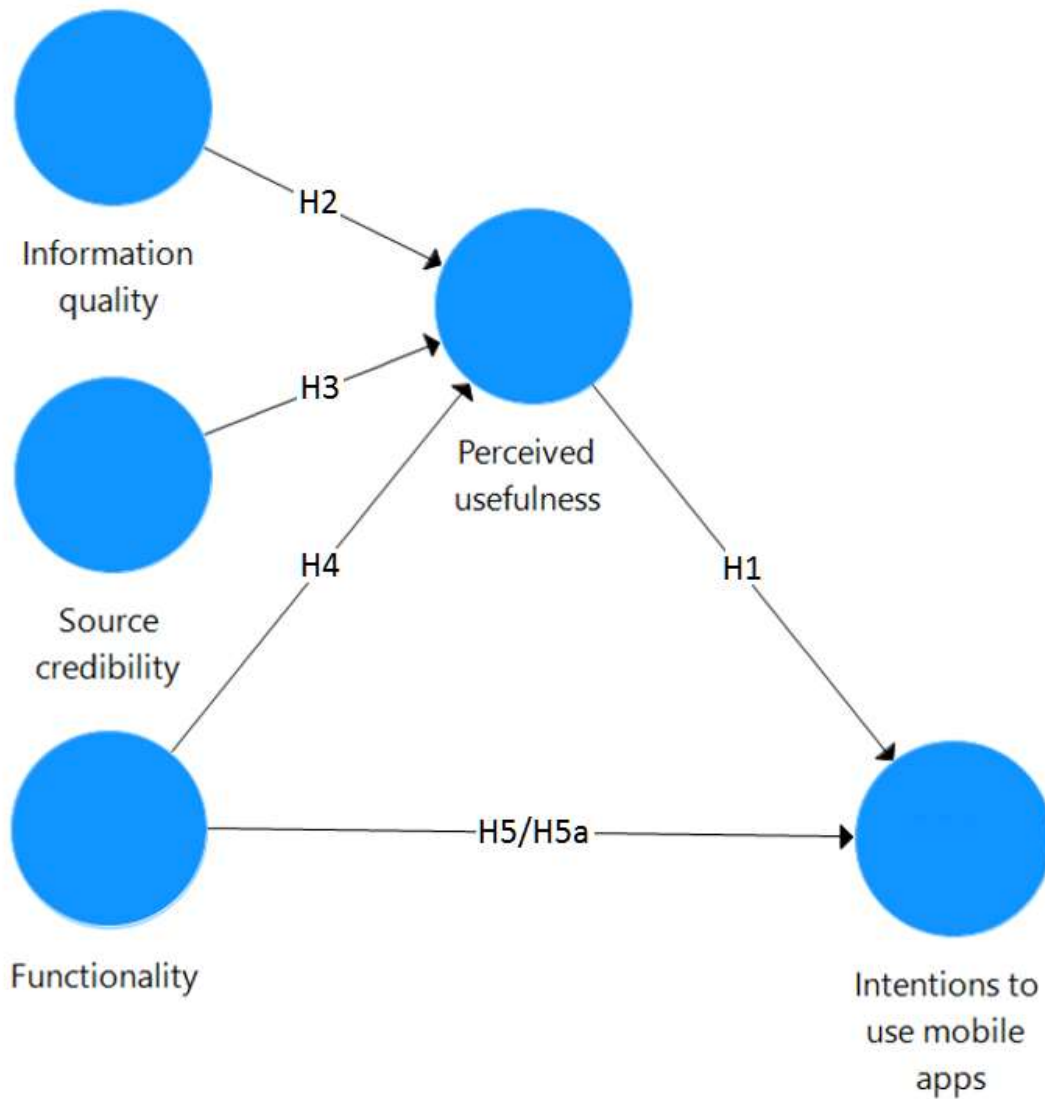 H2
Information
quality
H3
Perceived
usefulness
Source
credibility
H4
H1
H5/H5a
Functionality
Intentions to
use mobile
apps